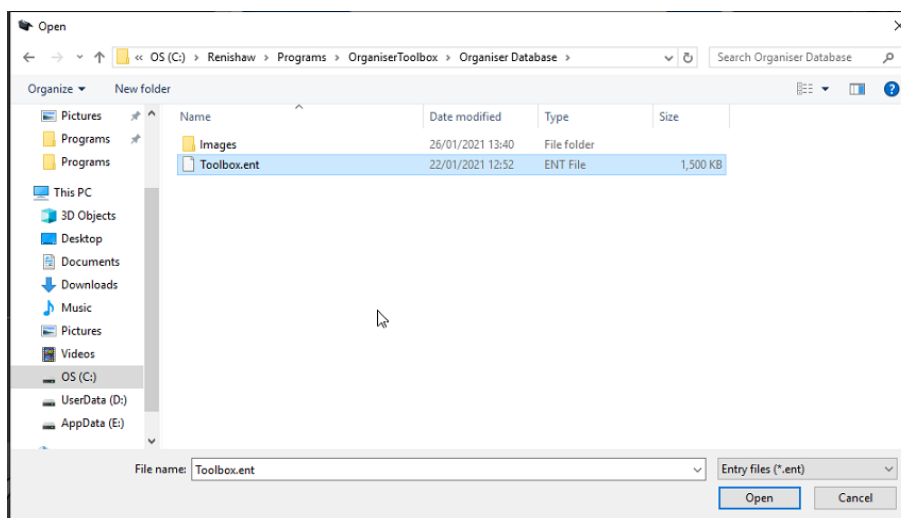 Open
« OS (C:) › Renishaw › Programs › OrganiserToolbox › Organiser Database ›
Search Organiser Database
Organize
New folder
Pictures
Programs
Programs
This PC
3D Objects
Desktop
Documents
Downloads
Music
Pictures
Videos
OS (C:)
UserData (D:)
AppData (E:)
Name Date modified Type Size
Images 26/01/2021 13:40 File folder
Toolbox.ent 22/01/2021 12:52 ENT File 1,500 KB
File name: Toolbox.ent
Entry files (*.ent)
Open Cancel